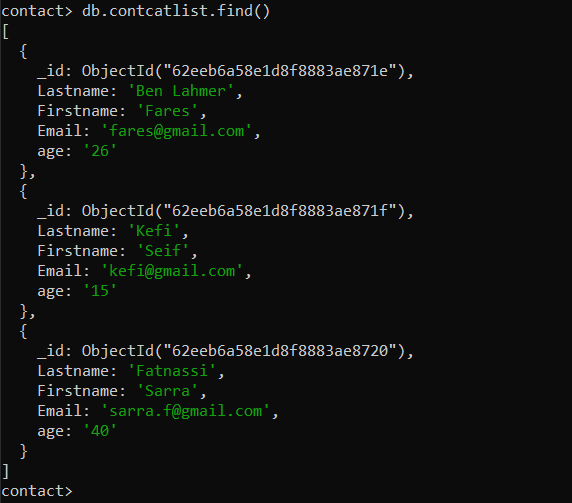 contact> db.contcatlist.find()
[
  {
    _id: ObjectId("62eeb6a58e1d8f8883ae871e"),
    Lastname: 'Ben Lahmer',
    Firstname: 'Fares',
    Email: 'fares@gmail.com',
    age: '26'
  },
  {
    _id: ObjectId("62eeb6a58e1d8f8883ae871f"),
    Lastname: 'Kefi',
    Firstname: 'Seif',
    Email: 'kefi@gmail.com',
    age: '15'
  },
  {
    _id: ObjectId("62eeb6a58e1d8f8883ae8720"),
    Lastname: 'Fatnassi',
    Firstname: 'Sarra',
    Email: 'sarra.f@gmail.com',
    age: '40'
  }
]
contact>